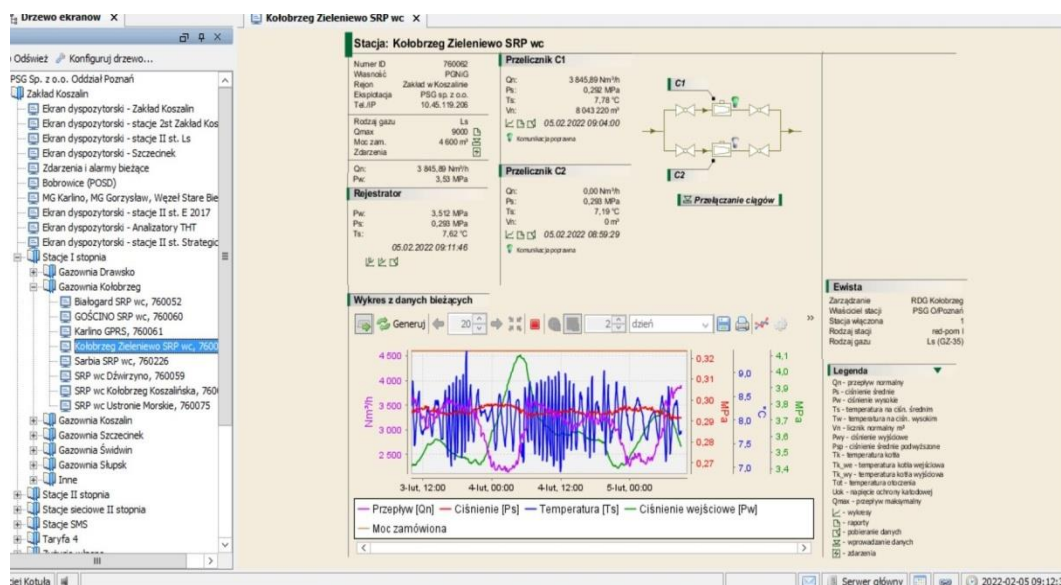 Drzewo ekranów X
Kołobrzeg Zieleniewo SRP wc X
Odśwież Konfiguruj drzewo...
PSG Sp. z o.o. Oddział Poznań
Zakład Koszalin
Ekran dyspozytorski - Zakład Koszalin
Ekran dyspozytorski - stacje 2st Zakład Kos
Ekran dyspozytorski - stacje II st. Ls
Ekran dyspozytorski - Szczecinek
Zdarzenia i alarmy bieżące
Bobrowice (POSD)
MG Karlino, MG Gorzysław, Węzeł Stare Bie
Ekran dyspozytorski - stacje II st. E 2017
Ekran dyspozytorski - Analizatory THT
Ekran dyspozytorski - stacje II st. Strategic
Stacje I stopnia
Gazownia Drawsko
Gazownia Kołobrzeg
Białogard SRP wc, 760052
GOŚCINO SRP wc, 760060
Karlino GPRS, 760061
Kołobrzeg Zieleniewo SRP wc, 7600
Sarbia SRP wc, 760226
SRP wc Dźwirzyno, 760059
SRP wc Kołobrzeg Koszalińska, 760
SRP wc Ustronie Morskie, 760075
Gazownia Koszalin
Gazownia Szczecinek
Gazownia Świdwin
Gazownia Słupsk
Inne
Stacje II stopnia
Stacje sieciowe II stopnia
Stacje SMS
Taryfa 4
Stacja: Kołobrzeg Zieleniewo SRP wc
Numer ID 760062
Własność PGNiG
Rejon Zakład w Koszalinie
Eksplotacja PSG sp. z o.o.
Tel./IP 10.45.119.206
Rodzaj gazu Ls
Qmax 9000
Moc zam. 4 600 m³
Zdarzenia
Qn: 3 845,89 Nm³/h
Pw: 3,53 MPa
Rejestrator
Pw: 3,512 MPa
Ps: 0,293 MPa
Ts: 7,62 °C
05.02.2022 09:11:46
Przelicznik C1
Qn: 3 845,89 Nm³/h
Ps: 0,292 MPa
Ts: 7,78 °C
Vn: 8 043 220 m³
05.02.2022 09:04:00
Komunikacja poprawna
Przelicznik C2
Qn: 0,00 Nm³/h
Ps: 0,293 MPa
Ts: 7,19 °C
Vn: 0 m³
05.02.2022 08:59:29
Komunikacja poprawna
C1
C2
Przełączanie ciągów
Wykres z danych bieżących
Generuj 20 2 dzień
4 500
4 000
3 500
3 000
2 500
Nm³/h
0,32
0,31
0,30
0,29
0,28
0,27
MPa
9,0
8,5
8,0
7,5
7,0
°C
4,1
4,0
3,9
3,8
3,7
3,6
3,5
3,4
MPa
3-lut, 12:00 4-lut, 00:00 4-lut, 12:00 5-lut, 00:00
Przepływ [Qn] Ciśnienie [Ps] Temperatura [Ts] Ciśnienie wejściowe [Pw]
Moc zamówiona
Ewista
Zarządzanie RDG Kołobrzeg
Właściciel stacji PSG O/Poznań
Stacja włączona 1
Rodzaj stacji red-pom I
Rodzaj gazu Ls (GZ-35)
Legenda
Qn - przepływ normalny
Ps - ciśnienie średnie
Pw - ciśnienie wysokie
Ts - temperatura na ciśn. średnim
Tw - temperatura na ciśn. wysokim
Vn - licznik normalny m³
Pwy - ciśnienie wyjściowe
Psp - ciśnienie średnie podwyższone
Tk - temperatura kotła
Tk_we - temperatura kotła wejściowa
Tk_wy - temperatura kotła wyjściowa
Tot - temperatura otoczenia
Uok - napięcie ochrony katodowej
Qmax - przepływ maksymalny
- wykresy
- raporty
- pobieranie danych
- wprowadzanie danych
- zdarzenia
ciej Kotuła
Serwer główny
2022-02-05 09:12: